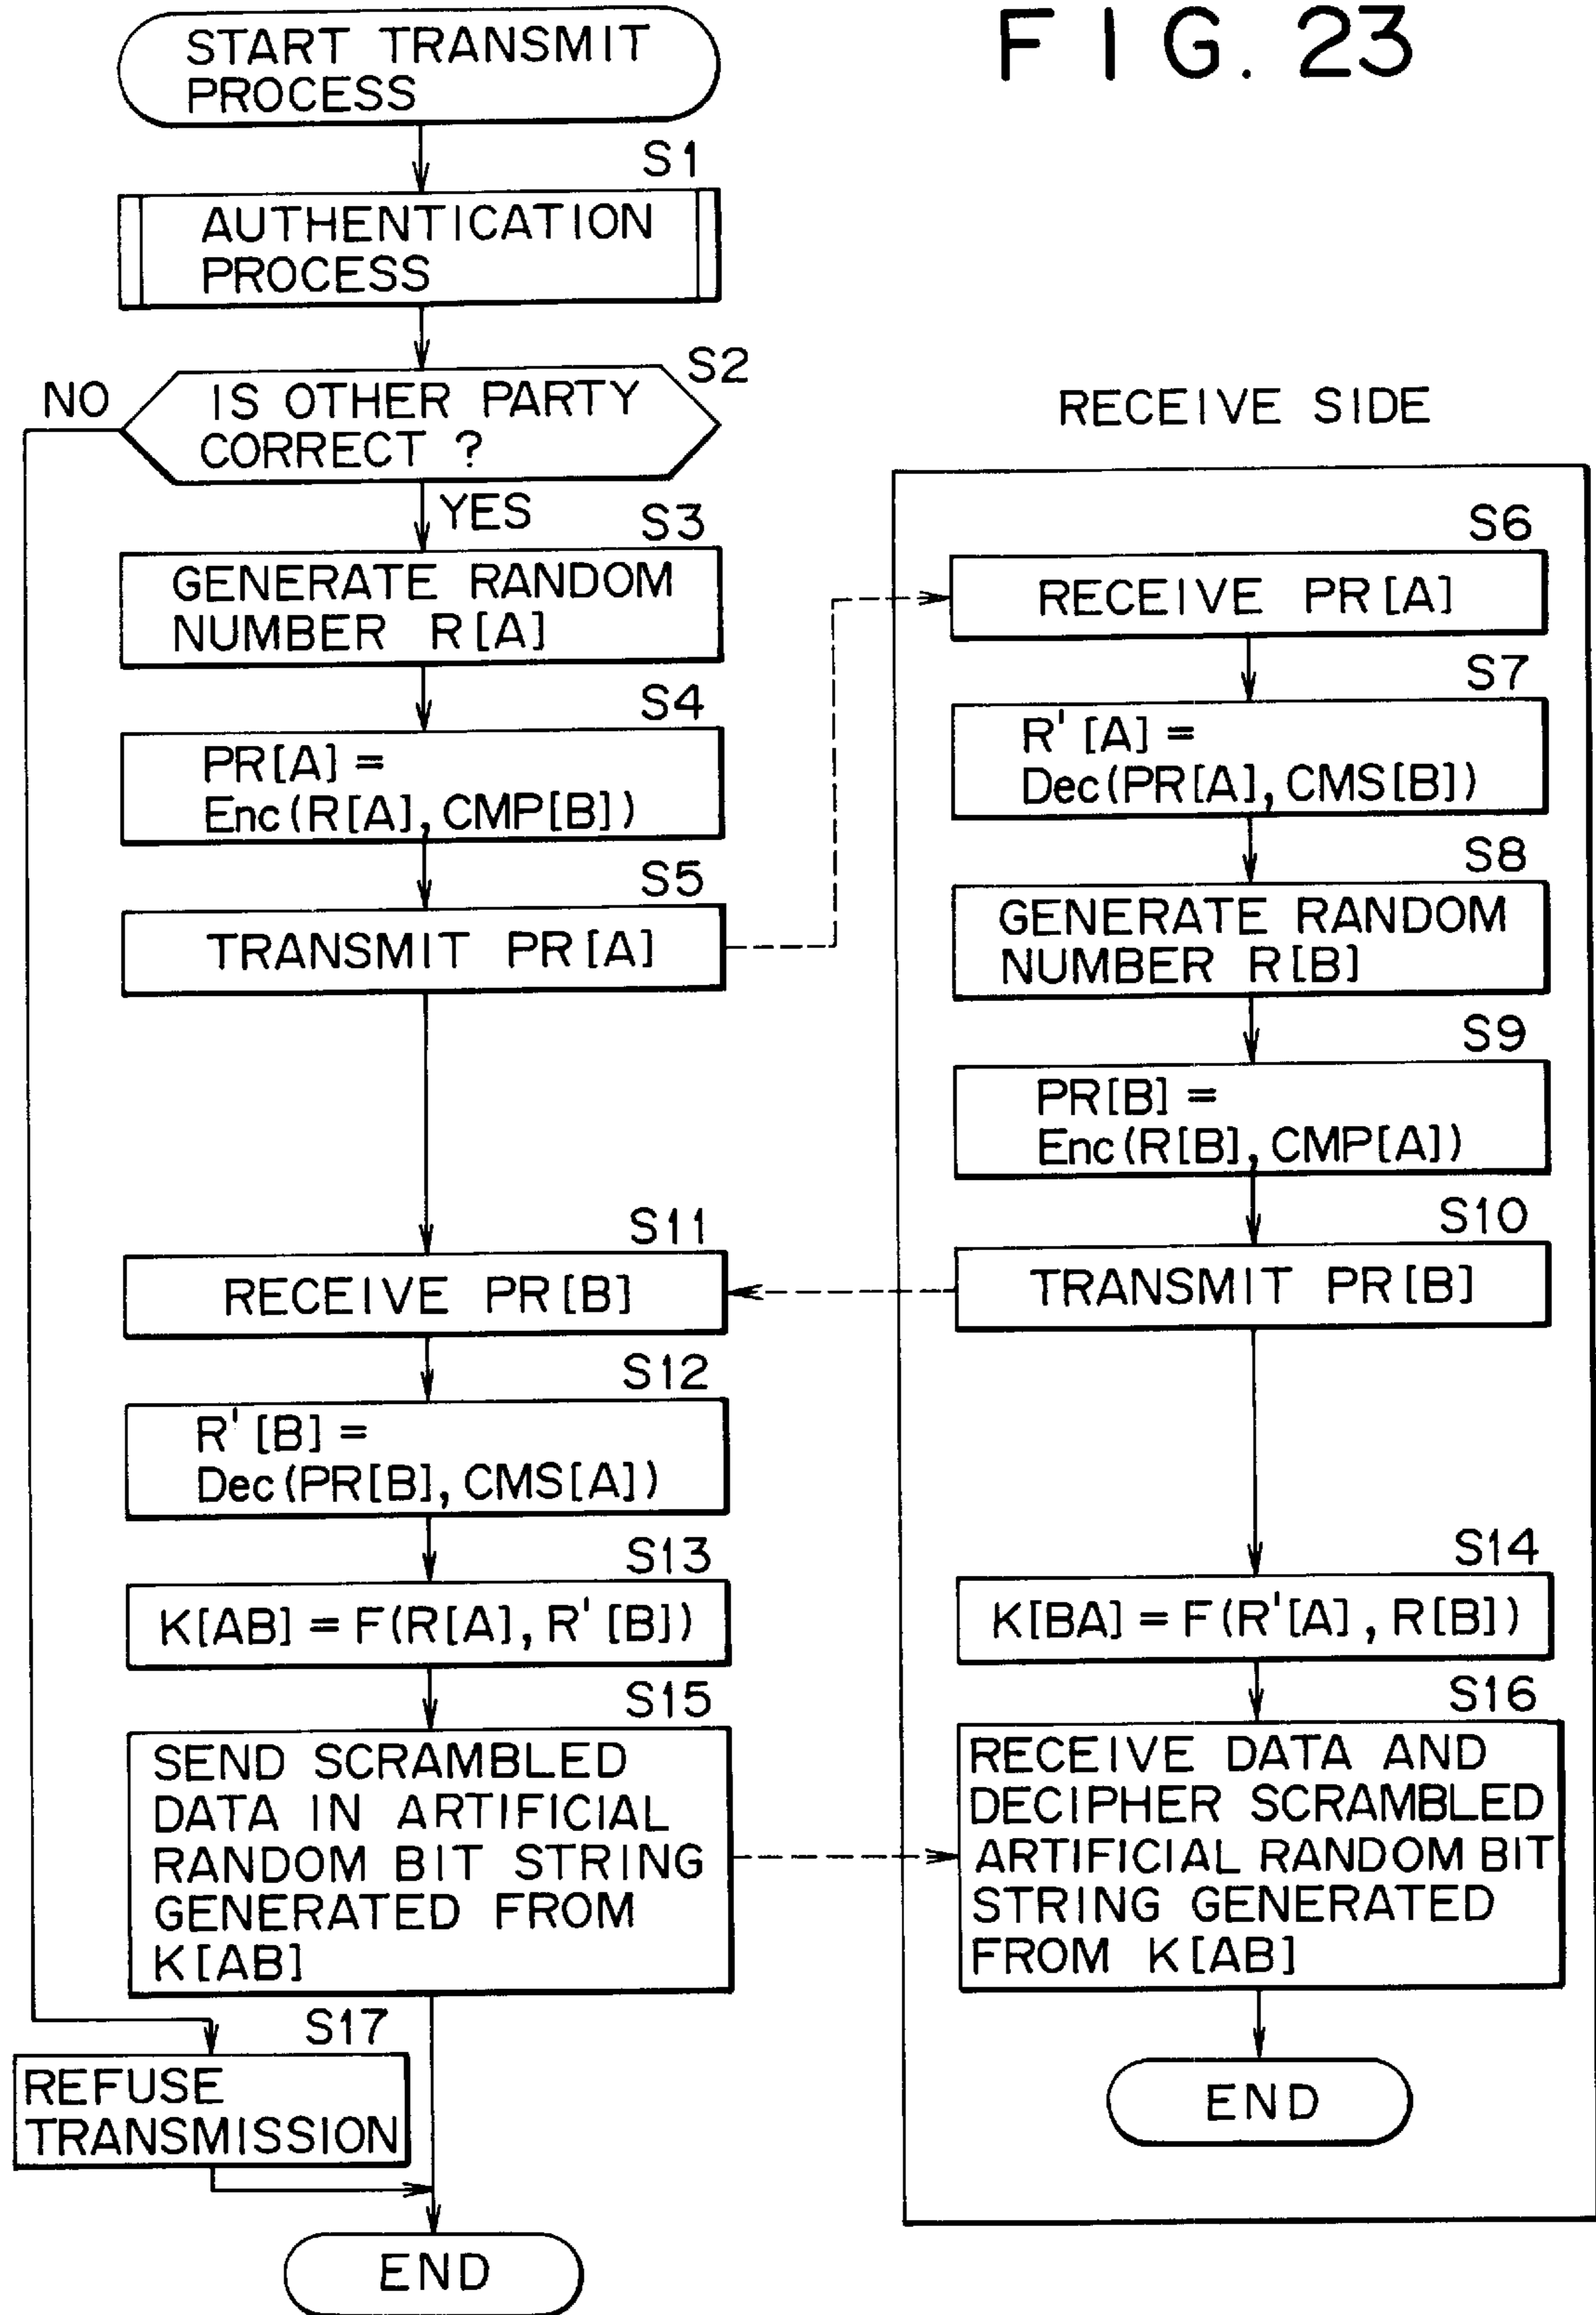 FIG. 23
START TRANSMIT
PROCESS
S1
AUTHENTICATION
PROCESS
S2
NO
IS OTHER PARTY
CORRECT ?
YES
S3
GENERATE RANDOM
NUMBER R[A]
S4
PR[A] =
Enc(R[A], CMP[B])
S5
TRANSMIT PR[A]
S11
RECEIVE PR[B]
S12
R'[B] =
Dec(PR[B], CMS[A])
S13
K[AB] = F(R[A], R'[B])
S15
SEND SCRAMBLED
DATA IN ARTIFICIAL
RANDOM BIT STRING
GENERATED FROM
K[AB]
S17
REFUSE
TRANSMISSION
END
RECEIVE SIDE
S6
RECEIVE PR[A]
S7
R'[A] =
Dec(PR[A], CMS[B])
S8
GENERATE RANDOM
NUMBER R[B]
S9
PR[B] =
Enc(R[B], CMP[A])
S10
TRANSMIT PR[B]
S14
K[BA] = F(R'[A], R[B])
S16
RECEIVE DATA AND
DECIPHER SCRAMBLED
ARTIFICIAL RANDOM BIT
STRING GENERATED
FROM K[AB]
END